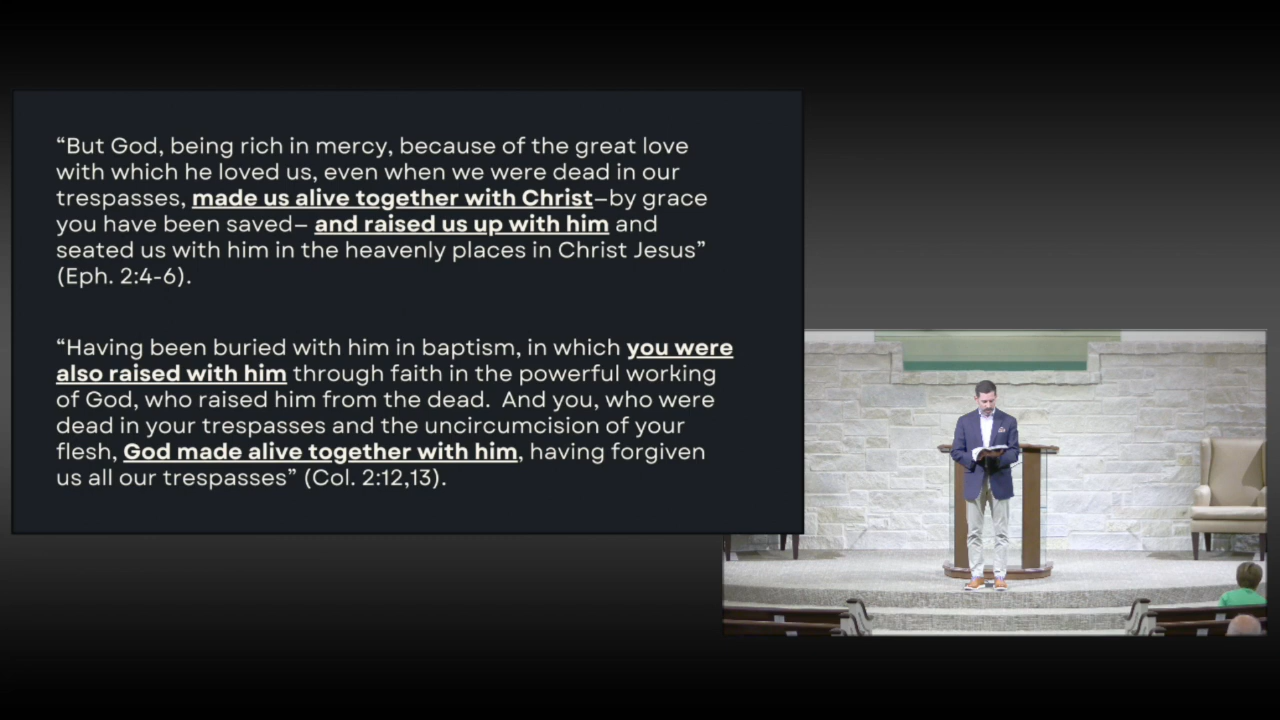 “But God, being rich in mercy, because of the great love
with which he loved us, even when we were dead in our
trespasses, made us alive together with Christ–by grace
you have been saved– and raised us up with him and
seated us with him in the heavenly places in Christ Jesus”
(Eph. 2:4-6).
“Having been buried with him in baptism, in which you were
also raised with him through faith in the powerful working
of God, who raised him from the dead.  And you, who were
dead in your trespasses and the uncircumcision of your
flesh, God made alive together with him, having forgiven
us all our trespasses” (Col. 2:12,13).